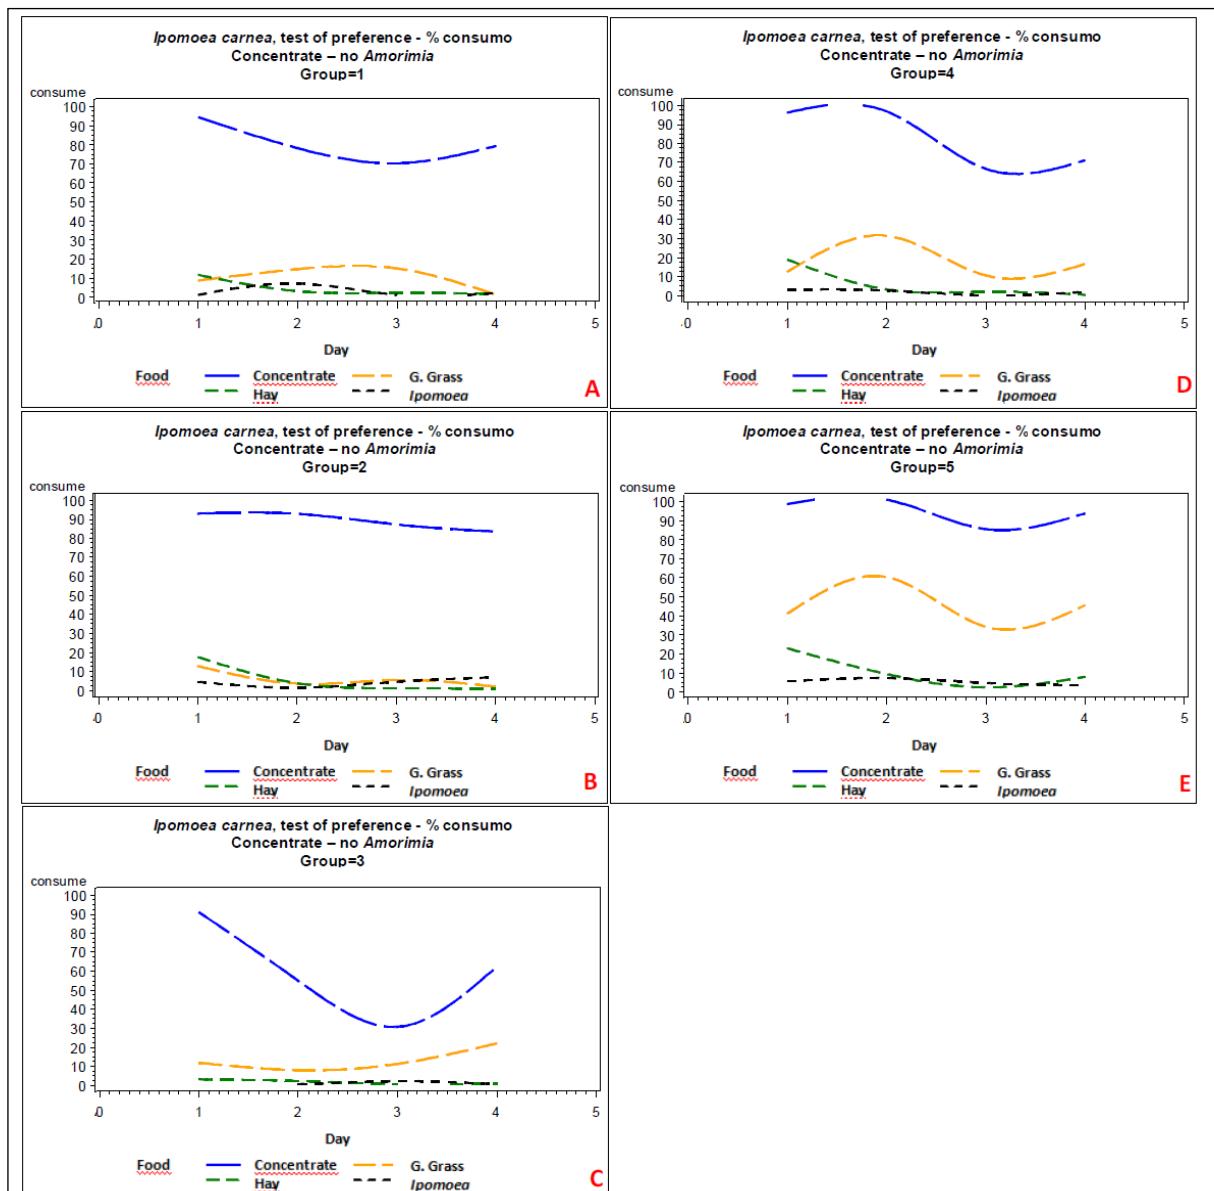 Ipomoea carnea, test of preference - % consumo
Concentrate – no Amorimia
Group=1
consume
100
90
80
70
60
50
40
30
20
10
0
.0 1 2 3 4 5
Day
Food Concentrate G. Grass
Hay Ipomoea
A
Ipomoea carnea, test of preference - % consumo
Concentrate – no Amorimia
Group=2
consume
100
90
80
70
60
50
40
30
20
10
0
.0 1 2 3 4 5
Day
Food Concentrate G. Grass
Hay Ipomoea
B
Ipomoea carnea, test of preference - % consumo
Concentrate – no Amorimia
Group=3
consume
100
90
80
70
60
50
40
30
20
10
0
.0 1 2 3 4 5
Day
Food Concentrate G. Grass
Hay Ipomoea
C
Ipomoea carnea, test of preference - % consumo
Concentrate – no Amorimia
Group=4
consume
100
90
80
70
60
50
40
30
20
10
0
.0 1 2 3 4 5
Day
Food Concentrate G. Grass
Hay Ipomoea
D
Ipomoea carnea, test of preference - % consumo
Concentrate – no Amorimia
Group=5
consume
100
90
80
70
60
50
40
30
20
10
0
.0 1 2 3 4 5
Day
Food Concentrate G. Grass
Hay Ipomoea
E